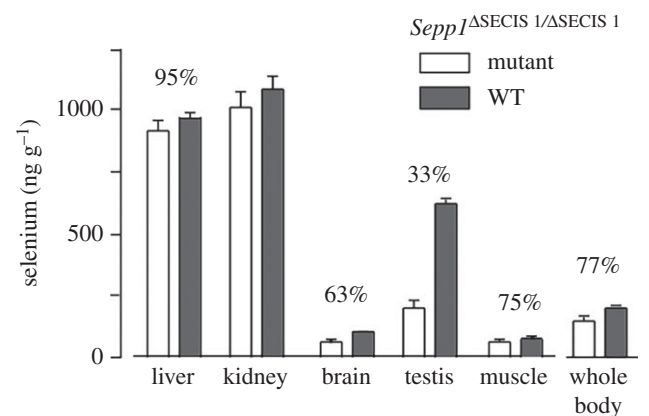 Sepp1ΔSECIS 1/ΔSECIS 1
mutant
WT
selenium (ng g−1)
1000
500
0
95%
63%
33%
75%
77%
liver kidney brain testis muscle whole
body